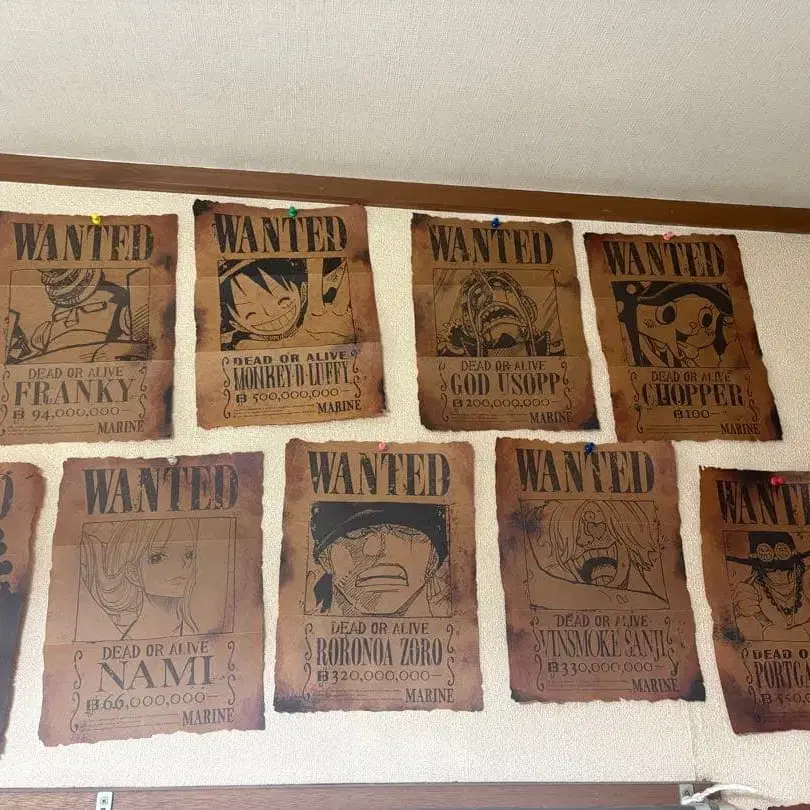 WANTED
DEAD OR ALIVE
FRANKY
฿ 94,000,000-
MARINE
WANTED
DEAD OR ALIVE
MONKEY·D·LUFFY
฿ 500,000,000-
MARINE
WANTED
DEAD OR ALIVE
GOD USOPP
฿ 200,000,000-
MARINE
WANTED
DEAD OR ALIVE
CHOPPER
฿100-
MARINE
WANTED
DEAD OR ALIVE
NAMI
฿66,000,000-
MARINE
WANTED
DEAD OR ALIVE
RORONOA ZORO
฿320,000,000-
MARINE
WANTED
DEAD OR ALIVE
VINSMOKE SANJI
฿330,000,000-
MARINE
WANT
DEAD O
PORTGA